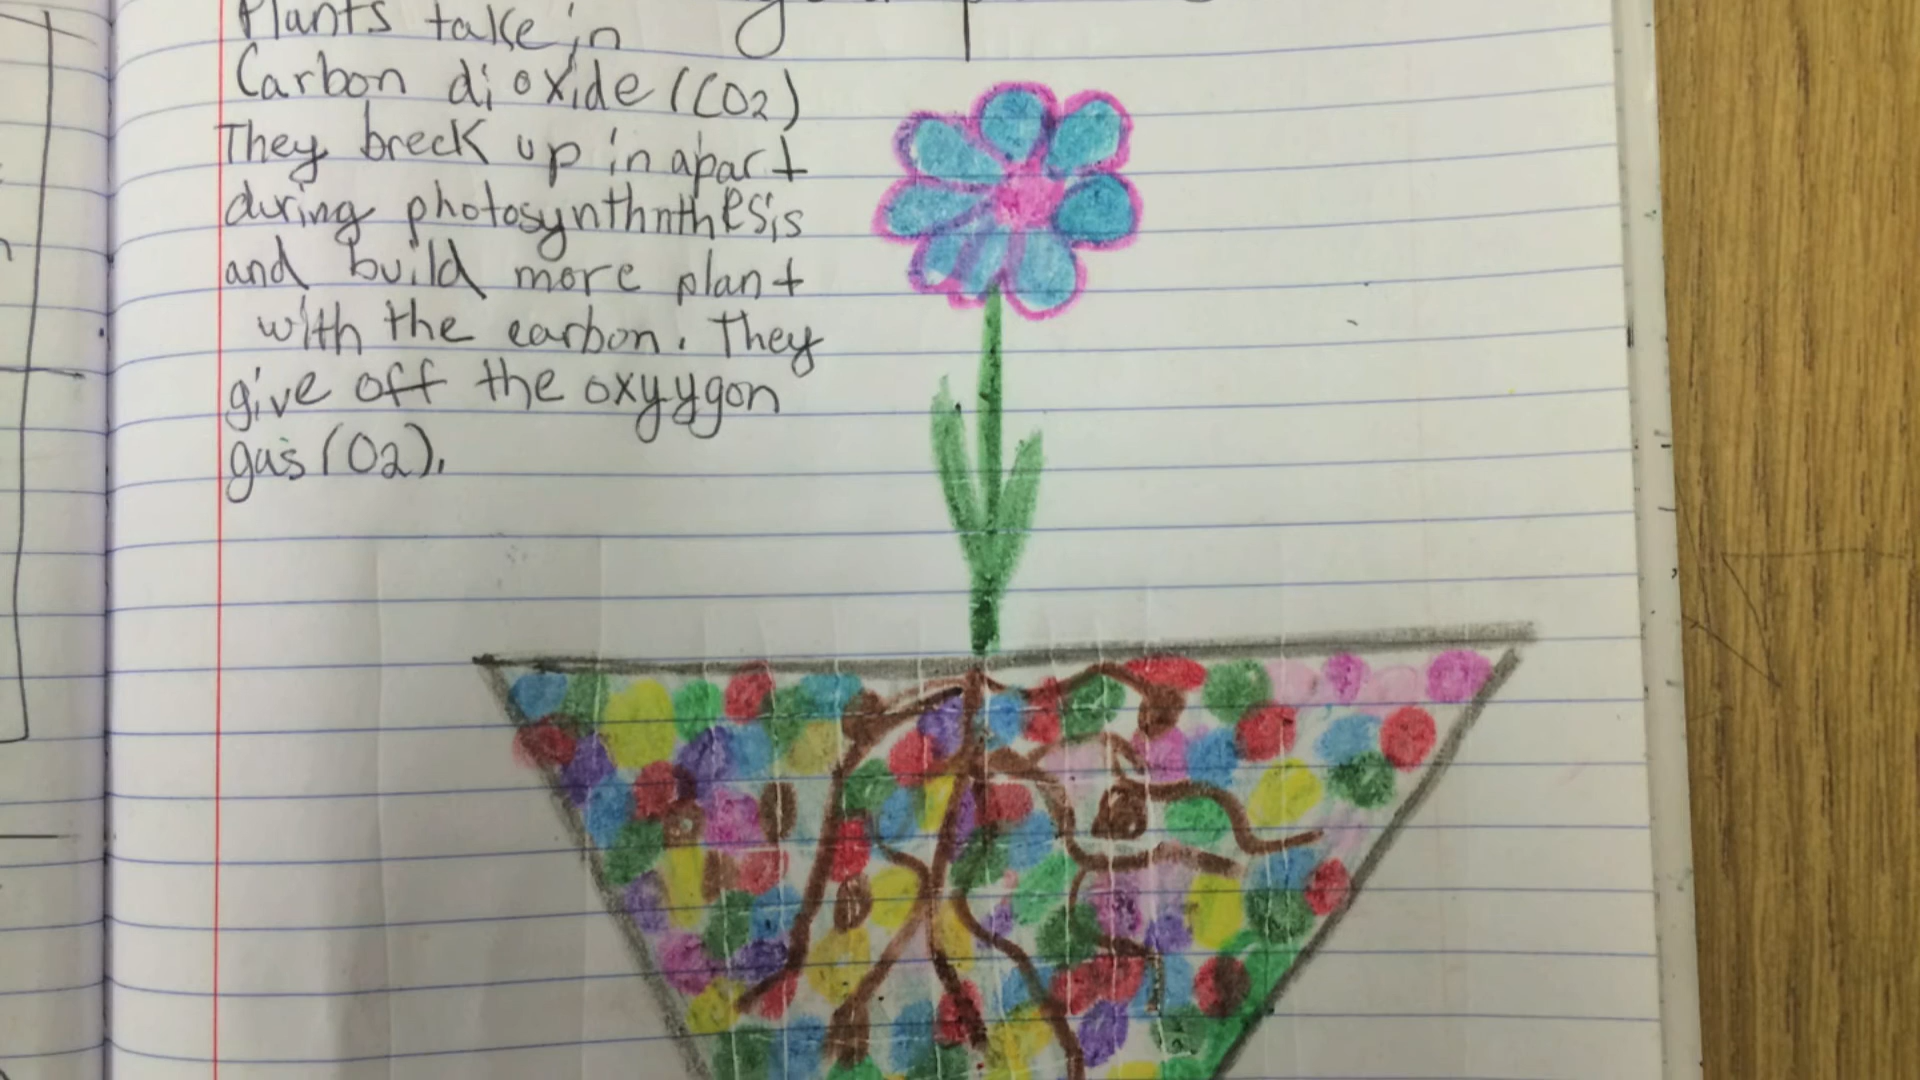 Plants take in
Carbon dioxide (CO2)
They breck up in apart
during photosynthnthesis
and build more plant
with the carbon. They
give off the oxyygon
gas (O2).